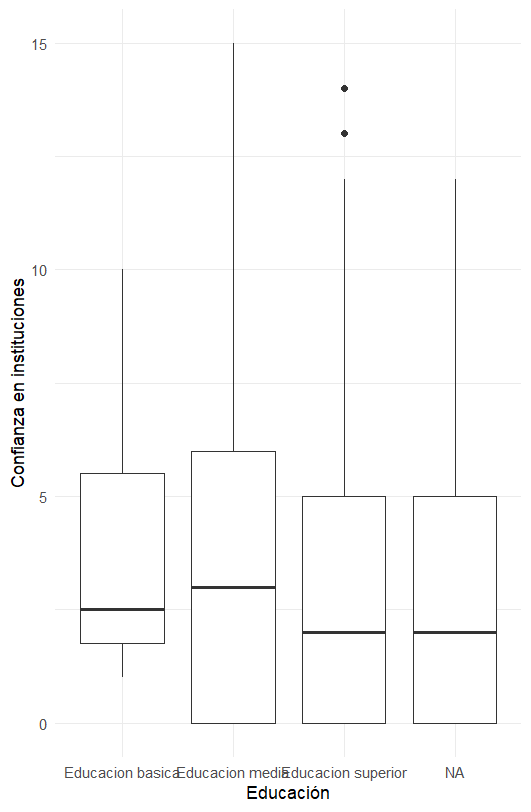 15
10
5
0
Confianza en instituciones
Educacion basica
Educacion media
Educacion superior
NA
Educación